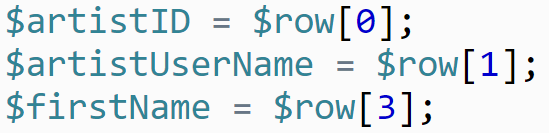 $artistID = $row[0];
$artistUserName = $row[1];
$firstName = $row[3];